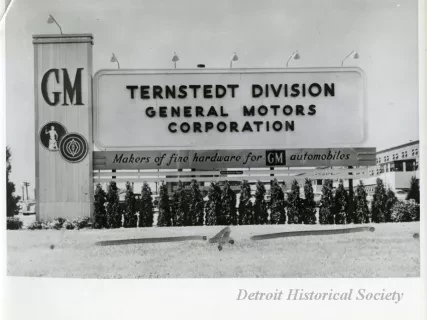 GM
TERNSTEDT DIVISION
GENERAL MOTORS
CORPORATION
Makers of fine hardware for GM automobiles
Detroit Historical Society